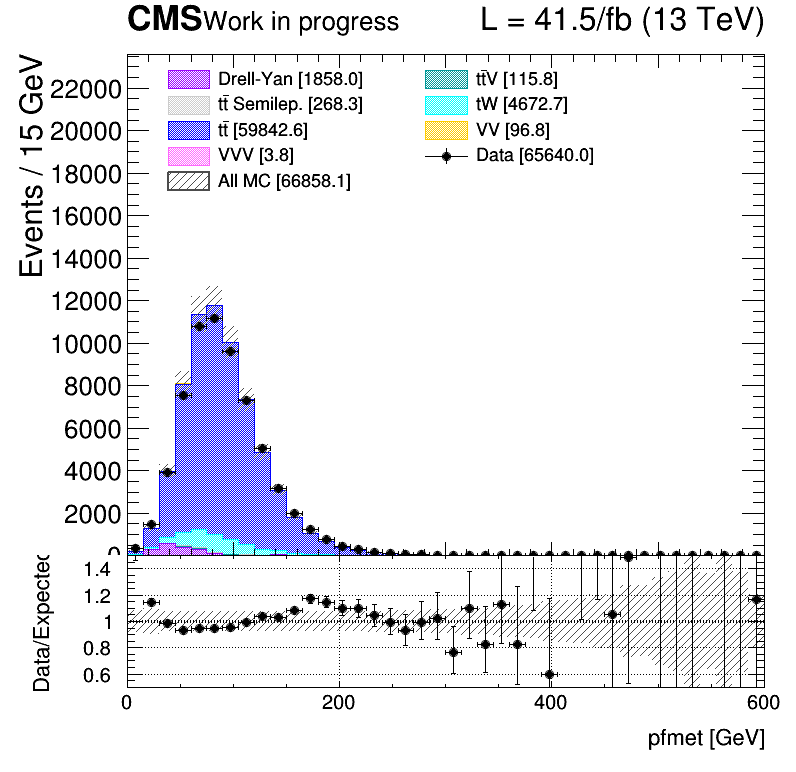 CMS Work in progress L = 41.5/fb (13 TeV)
Events / 15 GeV
22000
20000
18000
16000
14000
12000
10000
8000
6000
4000
2000
0
Drell-Yan [1858.0]
tt̄ Semilep. [268.3]
tt̄ [59842.6]
VVV [3.8]
All MC [66858.1]
tt̄V [115.8]
tW [4672.7]
VV [96.8]
Data [65640.0]
Data/Expected
1.4
1.2
1
0.8
0.6
0 200 400 600
pfmet [GeV]